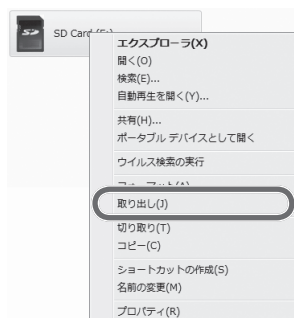 SD Card
エクスプローラ(X)
開く(O)
検索(E)...
自動再生を開く(Y)...
共有(H)...
ポータブル デバイスとして開く
ウイルス検索の実行
取り出し(J)
切り取り(T)
コピー(C)
ショートカットの作成(S)
名前の変更(M)
プロパティ(R)